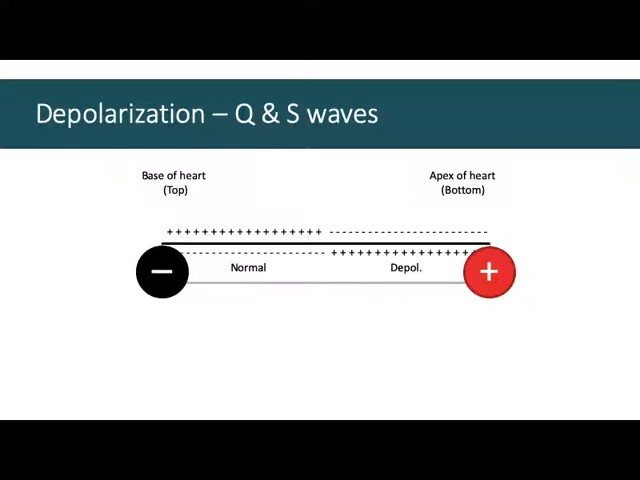 Depolarization – Q & S waves
Base of heart
(Top)
Apex of heart
(Bottom)
+ + + + + + + + + + + + + + + + + + - - - - - - - - - - - - - - - - - - - - - - - -
- - - - - - - - - - - - - - - - - - - - - + + + + + + + + + + + + + + + + +
−
Normal
Depol.
+